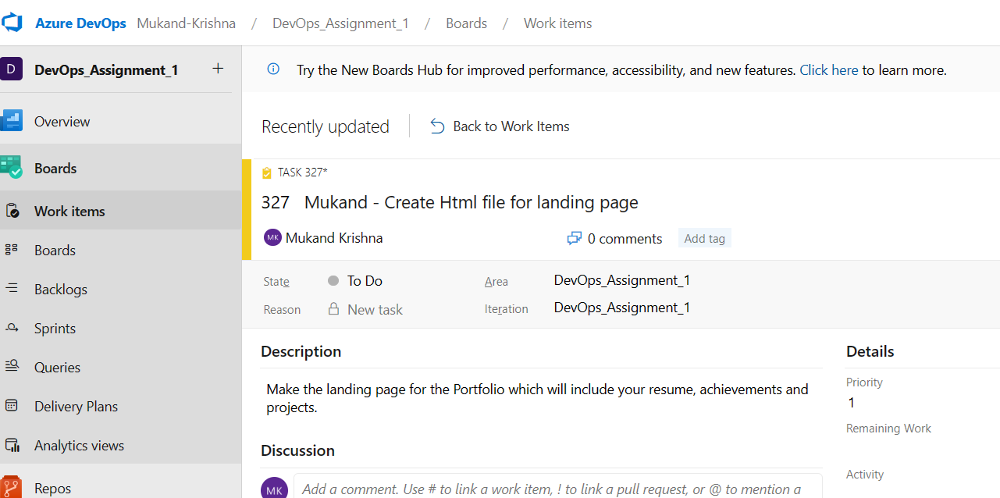 Azure DevOps Mukand-Krishna / DevOps_Assignment_1 / Boards / Work items
D DevOps_Assignment_1 +
Overview
Boards
Work items
Boards
Backlogs
Sprints
Queries
Delivery Plans
Analytics views
Repos
Try the New Boards Hub for improved performance, accessibility, and new features. Click here to learn more.
Recently updated Back to Work Items
TASK 327*
327 Mukand - Create Html file for landing page
MK Mukand Krishna 0 comments Add tag
State To Do Area DevOps_Assignment_1
Reason New task Iteration DevOps_Assignment_1
Description
Make the landing page for the Portfolio which will include your resume, achievements and
projects.
Discussion
MK Add a comment. Use # to link a work item, ! to link a pull request, or @ to mention a
Details
Priority
1
Remaining Work
Activity